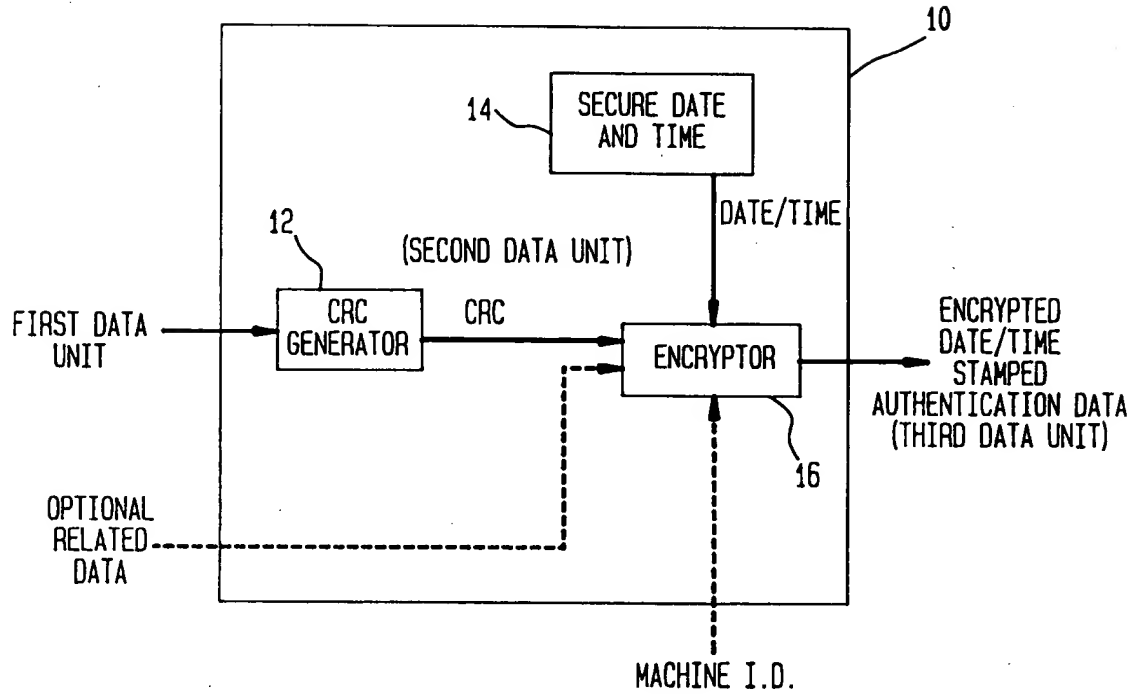 10
14
SECURE DATE
AND TIME
DATE/TIME
12
(SECOND DATA UNIT)
FIRST DATA
UNIT
CRC
GENERATOR
CRC
ENCRYPTOR
ENCRYPTED
DATE/TIME
STAMPED
AUTHENTICATION DATA
(THIRD DATA UNIT)
16
OPTIONAL
RELATED
DATA
MACHINE I.D.